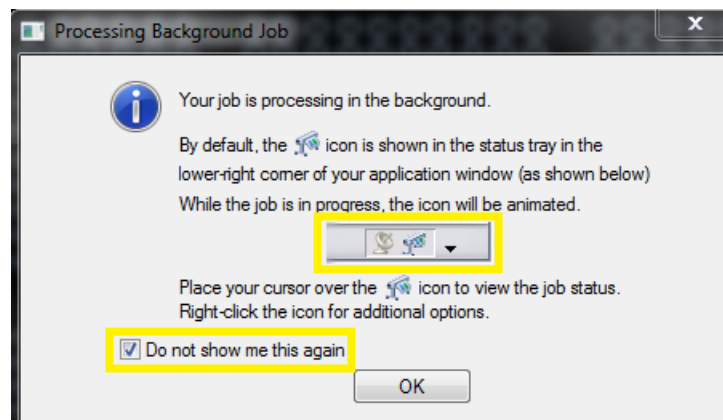 Processing Background Job
Your job is processing in the background.
By default, the icon is shown in the status tray in the
lower-right corner of your application window (as shown below)
While the job is in progress, the icon will be animated.
Place your cursor over the icon to view the job status.
Right-click the icon for additional options.
Do not show me this again
OK